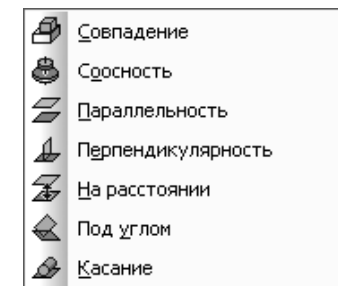 Совпадение
Соосность
Параллельность
Перпендикулярность
На расстоянии
Под углом
Касание